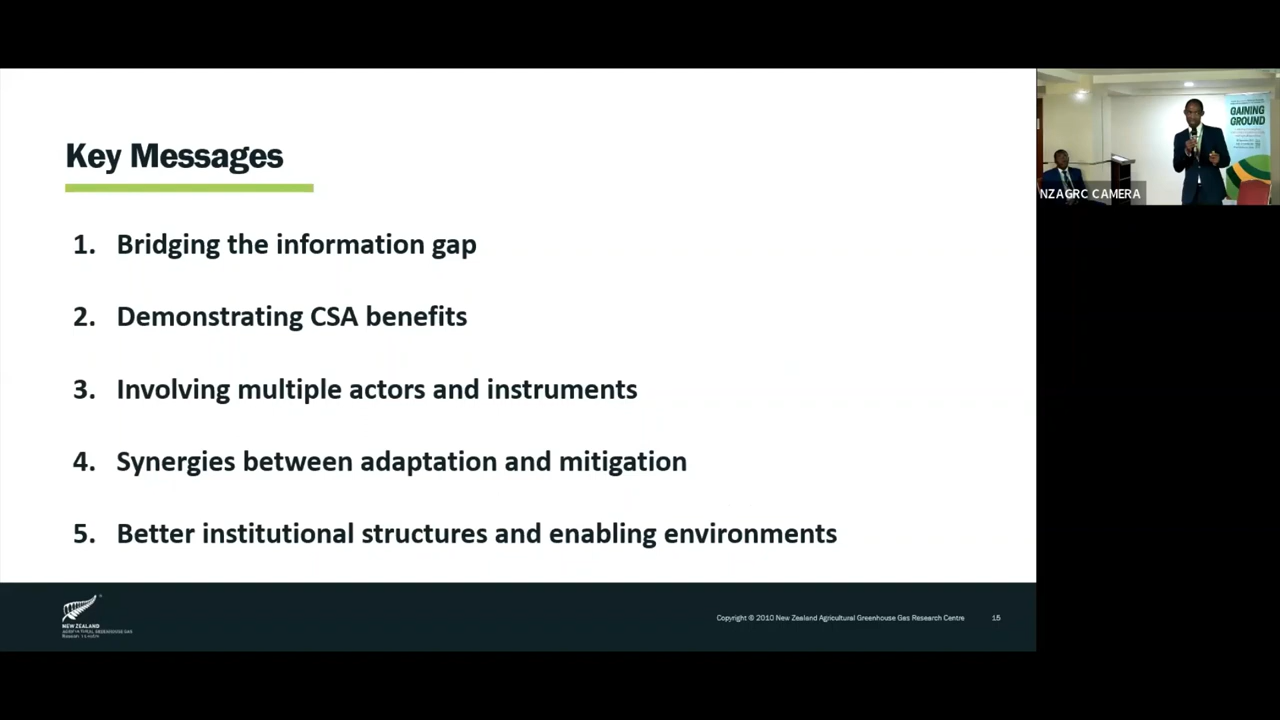 Key Messages
1. Bridging the information gap
2. Demonstrating CSA benefits
3. Involving multiple actors and instruments
4. Synergies between adaptation and mitigation
5. Better institutional structures and enabling environments
NEW ZEALAND
Copyright © 2010 New Zealand Agricultural Greenhouse Gas Research Centre
15
GAINING
GROUND
NZAGRC CAMERA